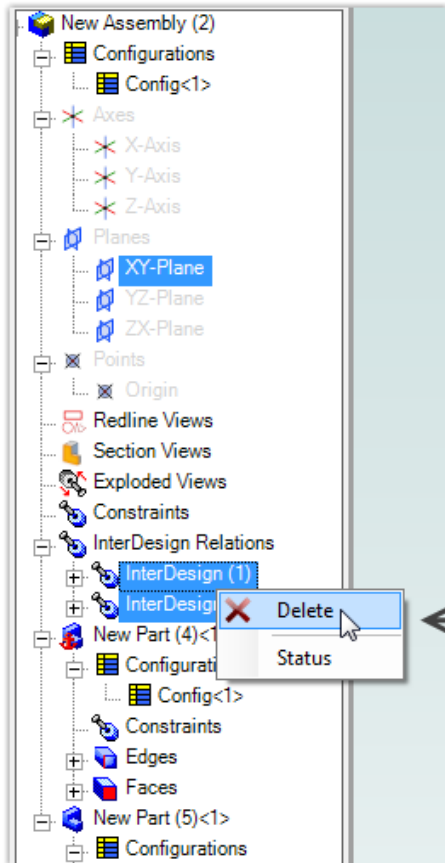 New Assembly (2)
Configurations
Config<1>
Axes
X-Axis
Y-Axis
Z-Axis
Planes
XY-Plane
YZ-Plane
ZX-Plane
Points
Origin
Redline Views
Section Views
Exploded Views
Constraints
InterDesign Relations
InterDesign (1)
InterDesig
Delete
New Part (4)<1
Status
Configurati
Config<1>
Constraints
Edges
Faces
New Part (5)<1>
Configurations